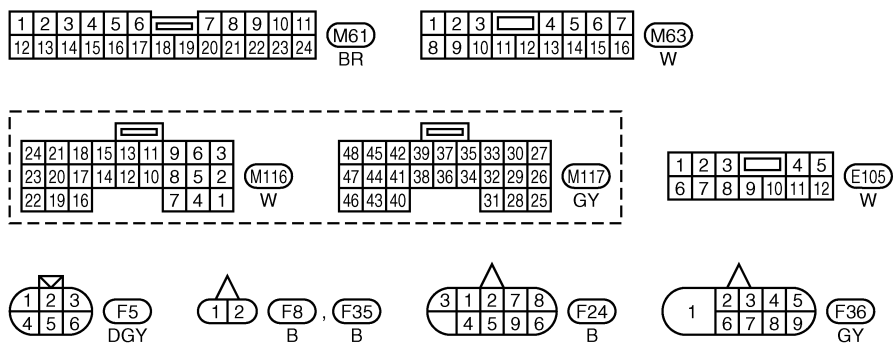 1 2 3 4 5 6 7 8 9 10 11
12 13 14 15 16 17 18 19 20 21 22 23 24
M61
BR
1 2 3 4 5 6 7
8 9 10 11 12 13 14 15 16
M63
W
24 21 18 15 13 11 9 6 3
23 20 17 14 12 10 8 5 2
22 19 16 7 4 1
M116
W
48 45 42 39 37 35 33 30 27
47 44 41 38 36 34 32 29 26
46 43 40 31 28 25
M117
GY
1 2 3 4 5
6 7 8 9 10 11 12
E105
W
1 2 3
4 5 6
F5
DGY
1 2
F8 , F35
B B
3 1 2 7 8
4 5 9 6
F24
B
1 2 3 4 5
6 7 8 9
F36
GY